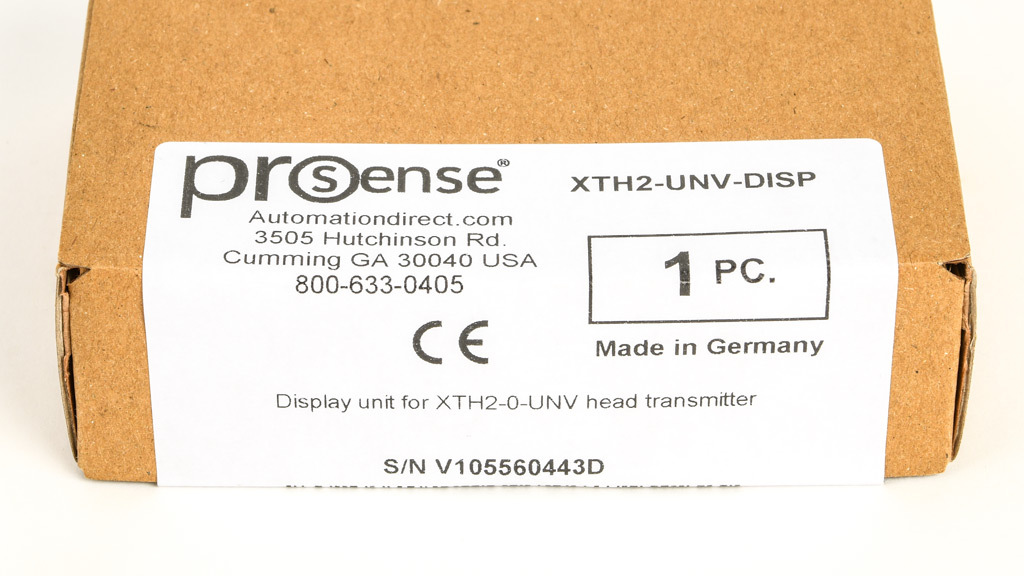 prosense®
XTH2-UNV-DISP
Automationdirect.com
3505 Hutchinson Rd.
Cumming GA 30040 USA
800-633-0405
1 PC.
CE
Made in Germany
Display unit for XTH2-0-UNV head transmitter
S/N V105560443D